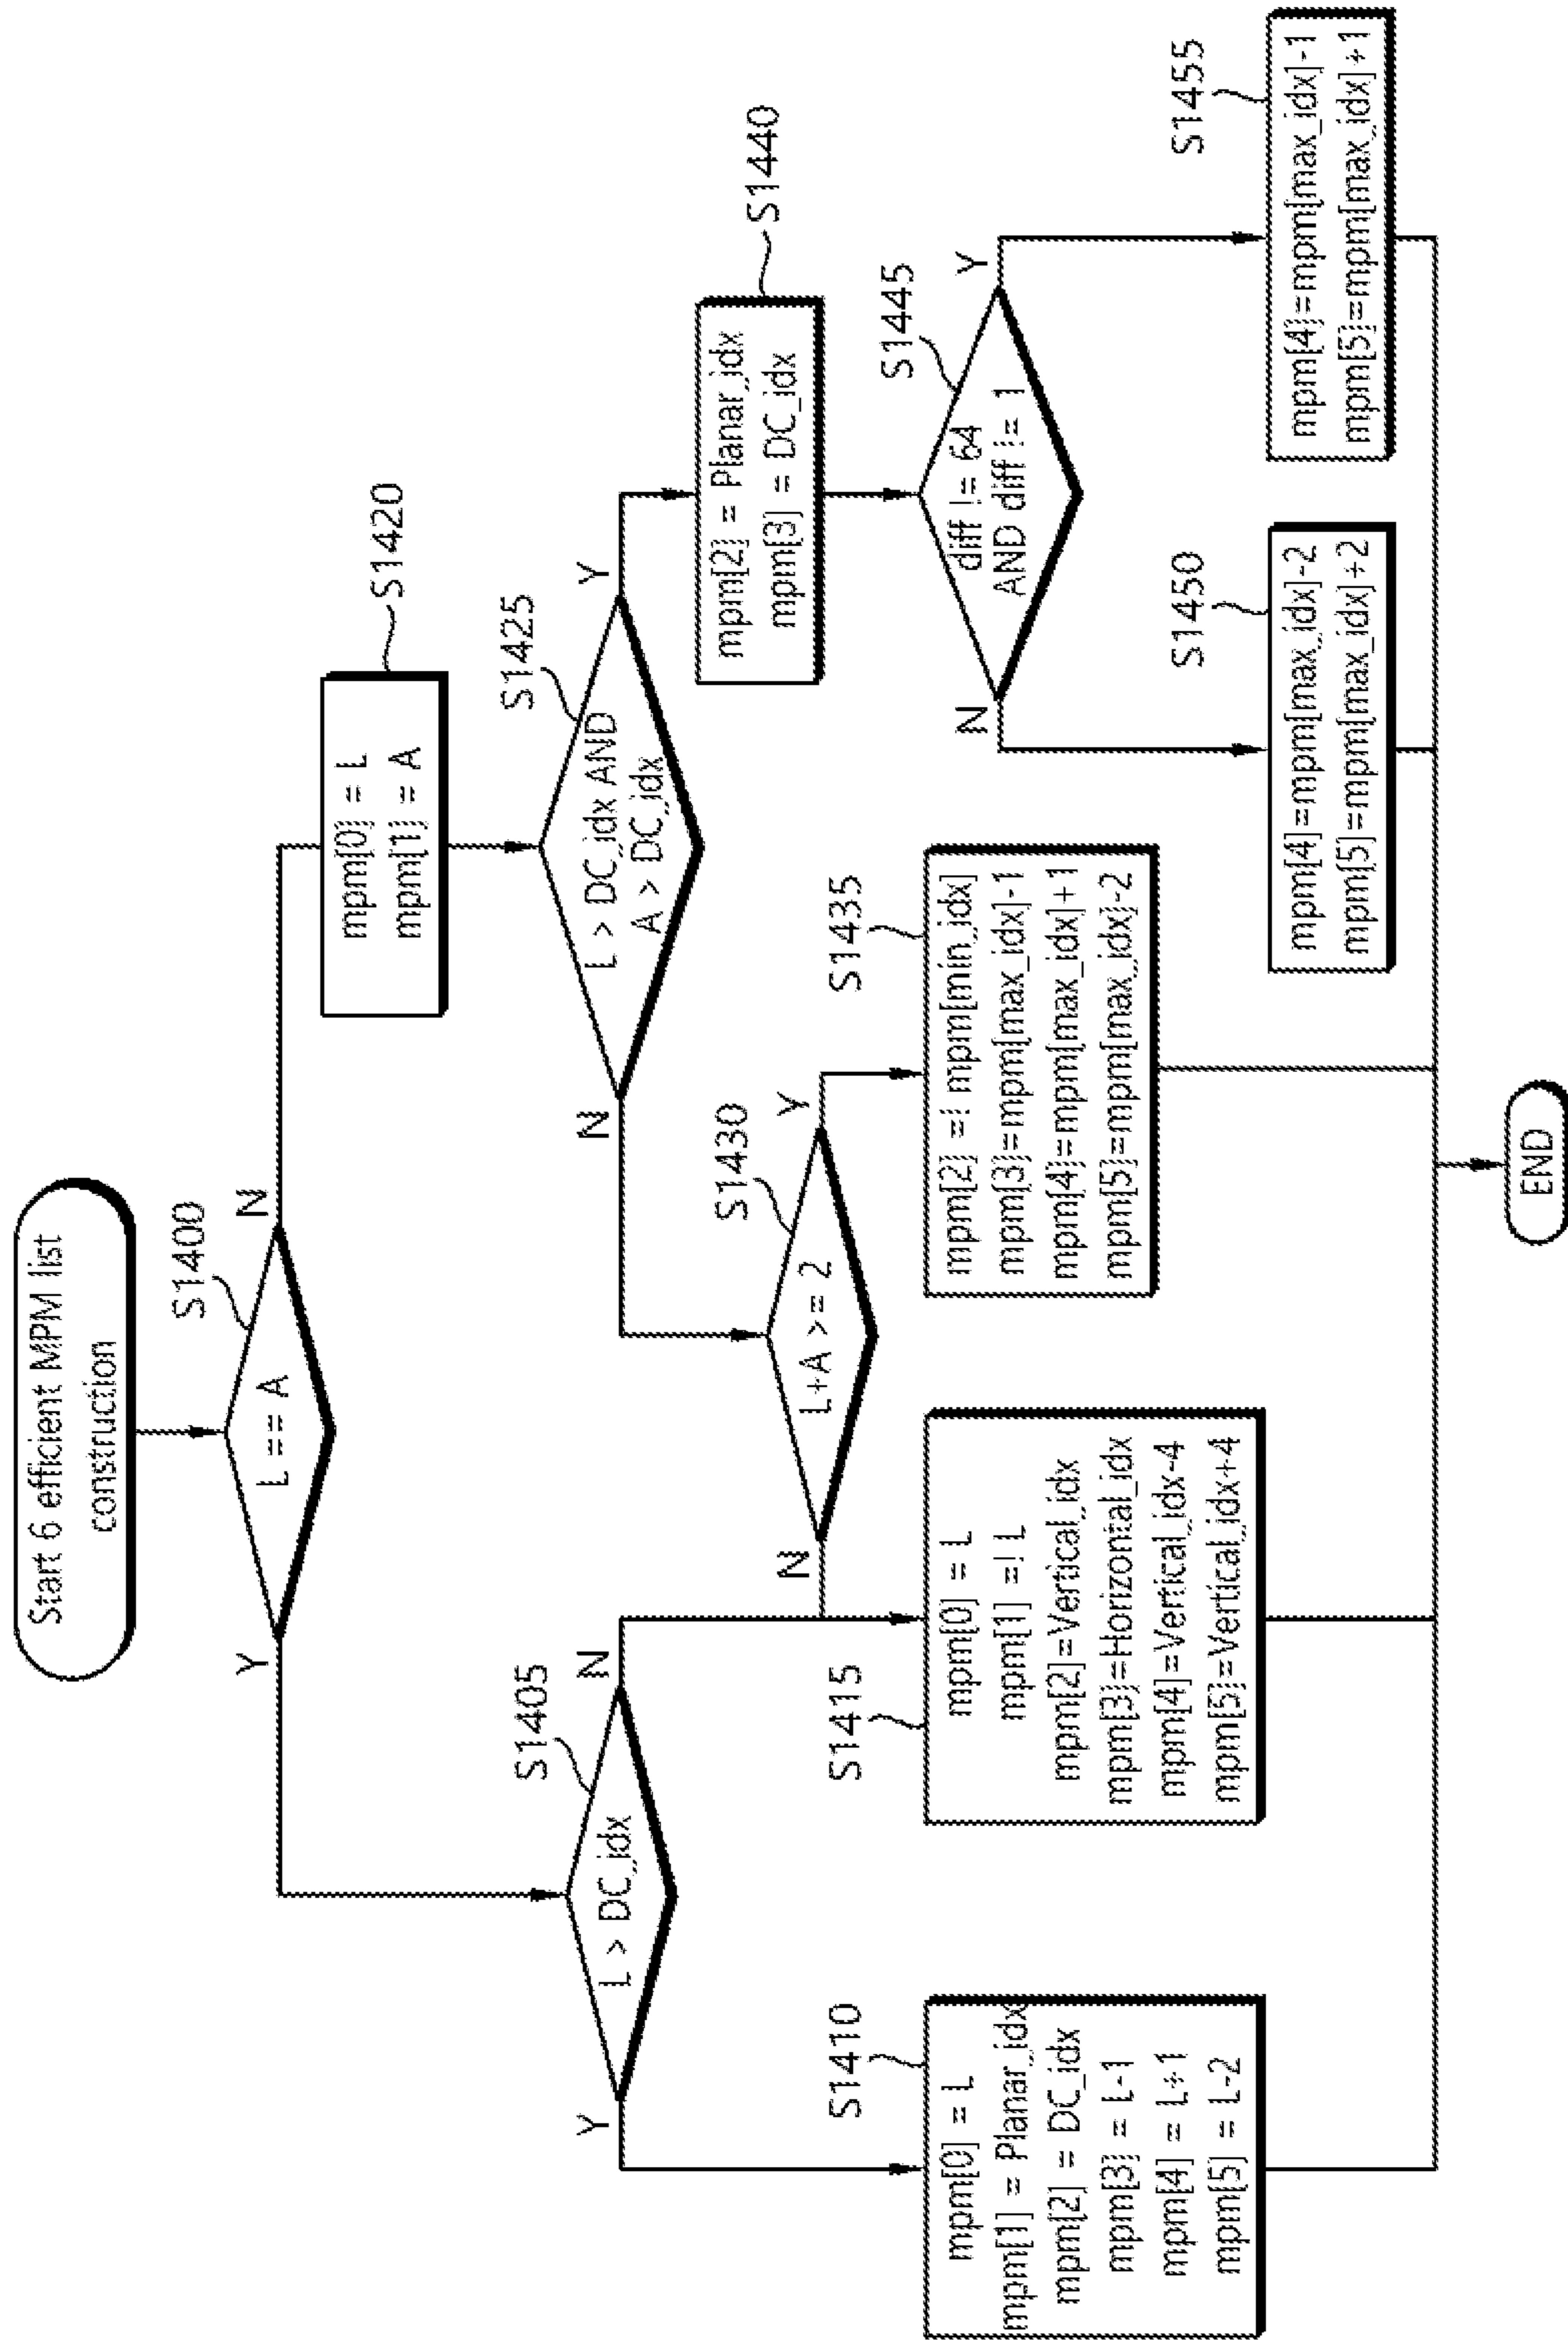 Start 6 efficient MPM list
construction
S1400
L == A
Y
N
S1405
L > DC_idx
Y
N
S1410
mpm[0] = L
mpm[1] = Planar_idx
mpm[2] = DC_idx
mpm[3] = L-1
mpm[4] = L+1
mpm[5] = L-2
S1415
mpm[0] = L
mpm[1] =! L
mpm[2]=Vertical_idx
mpm[3]=Horizontal_idx
mpm[4]=Vertical_idx-4
mpm[5]=Vertical_idx+4
S1420
mpm[0] = L
mpm[1] = A
S1425
L > DC_idx AND
A > DC_idx
N
Y
S1430
L+A >= 2
N
Y
S1435
mpm[2] =! mpm[min_idx]
mpm[3]=mpm[max_idx]-1
mpm[4]=mpm[max_idx]+1
mpm[5]=mpm[max_idx]-2
S1440
mpm[2] = Planar_idx
mpm[3] = DC_idx
S1445
diff != 64
AND diff != 1
N
Y
S1450
mpm[4]=mpm[max_idx]-2
mpm[5]=mpm[max_idx]+2
S1455
mpm[4]=mpm[max_idx]-1
mpm[5]=mpm[max_idx]+1
END